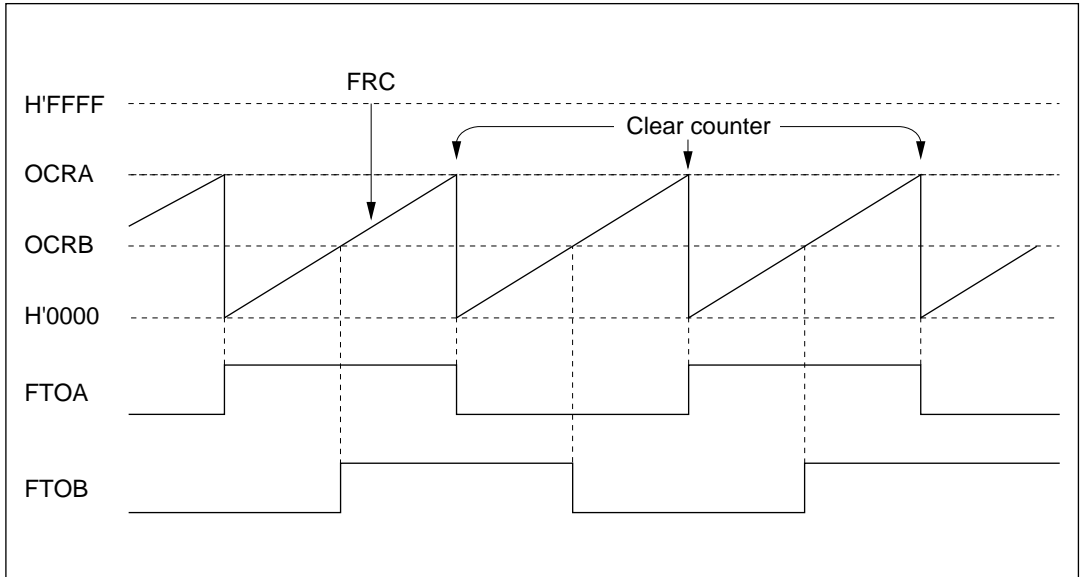 FRC
H'FFFF
Clear counter
OCRA
OCRB
H'0000
FTOA
FTOB